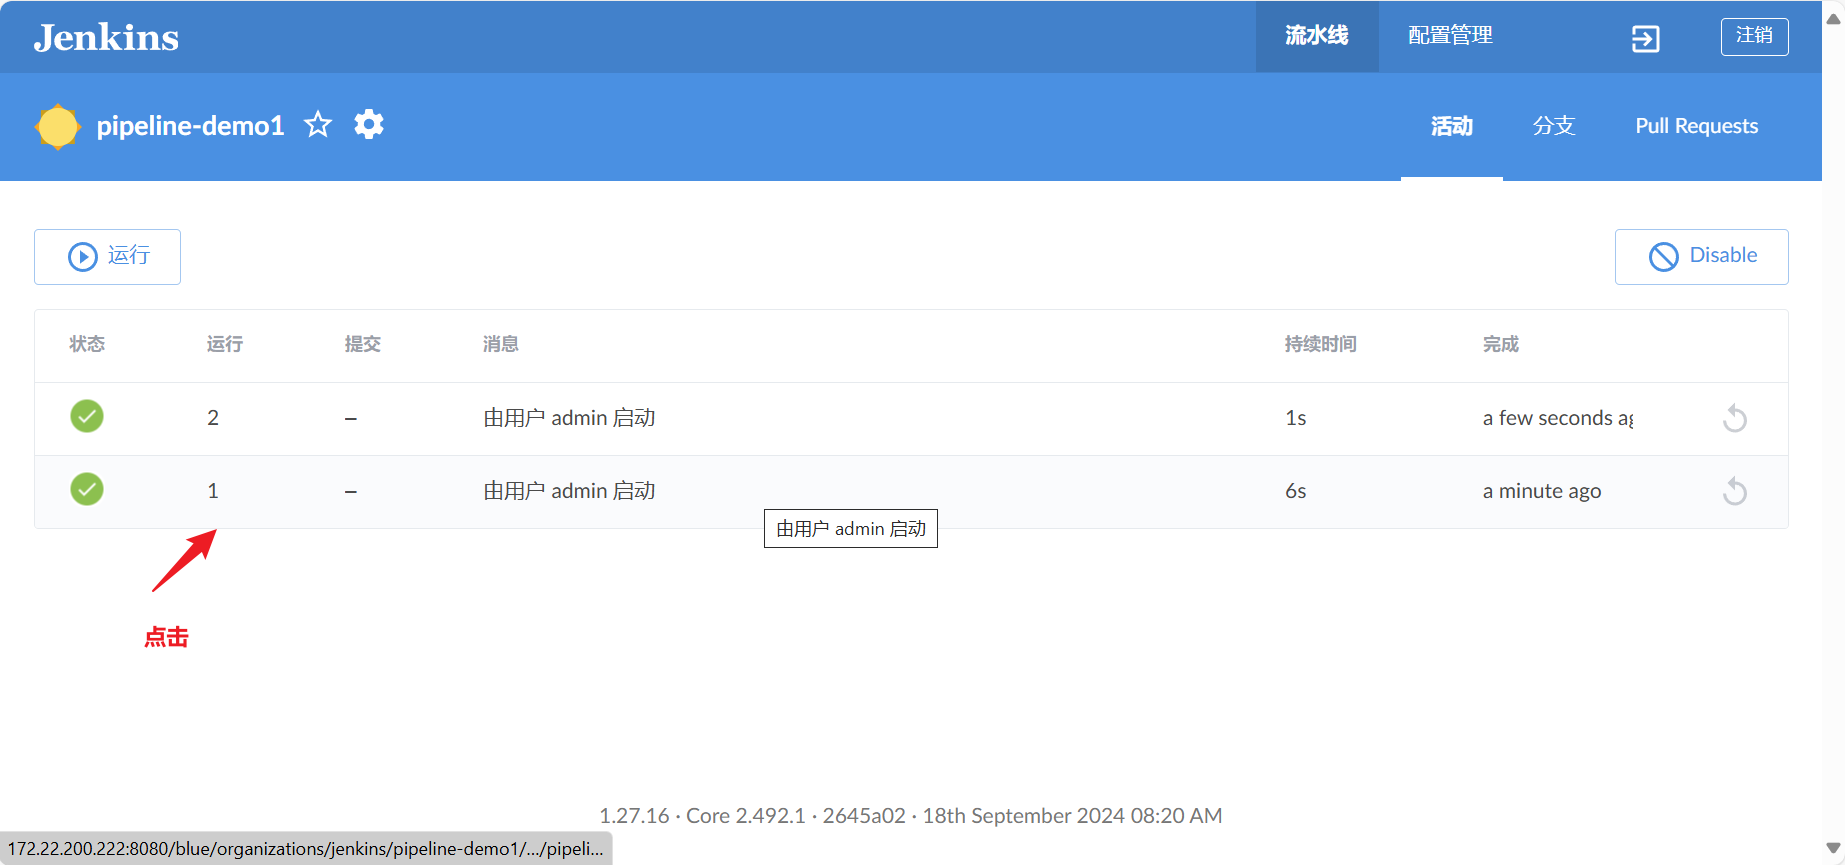 Jenkins 流水线 配置管理 注销
pipeline-demo1 活动 分支 Pull Requests
运行 Disable
状态 运行 提交 消息 持续时间 完成
2 – 由用户 admin 启动 1s a few seconds ag
1 – 由用户 admin 启动 6s a minute ago
由用户 admin 启动
点击
1.27.16 · Core 2.492.1 · 2645a02 · 18th September 2024 08:20 AM
172.22.200.222:8080/blue/organizations/jenkins/pipeline-demo1/.../pipeli...